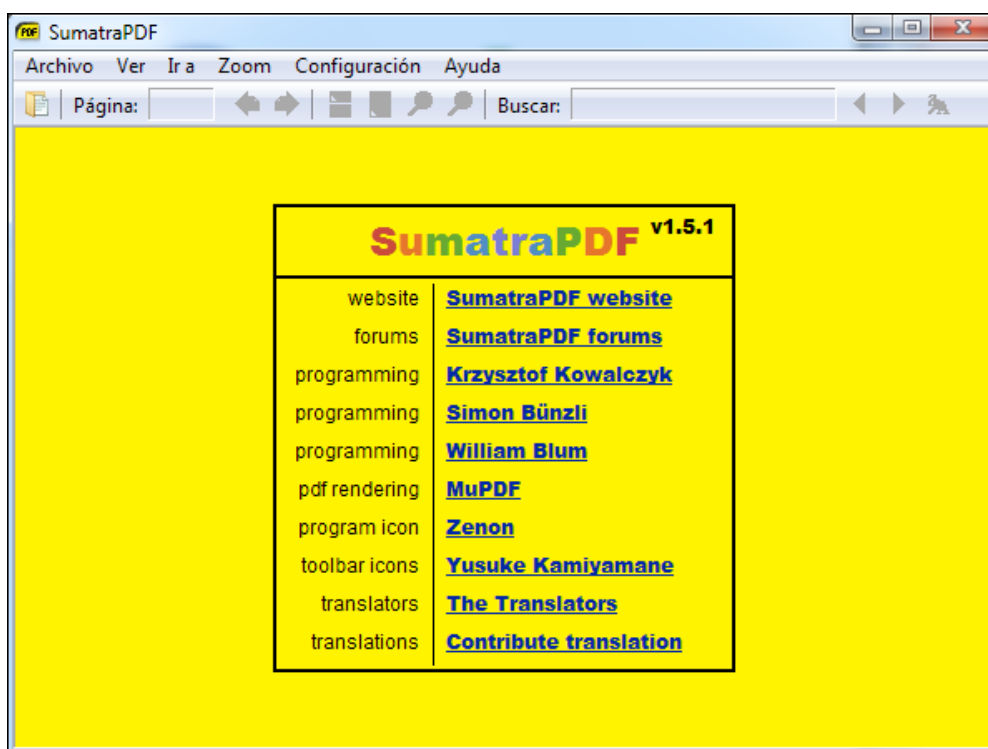 SumatraPDF
Archivo Ver Ir a Zoom Configuración Ayuda
Página: Buscar:
SumatraPDF v1.5.1
website SumatraPDF website
forums SumatraPDF forums
programming Krzysztof Kowalczyk
programming Simon Bünzli
programming William Blum
pdf rendering MuPDF
program icon Zenon
toolbar icons Yusuke Kamiyamane
translators The Translators
translations Contribute translation